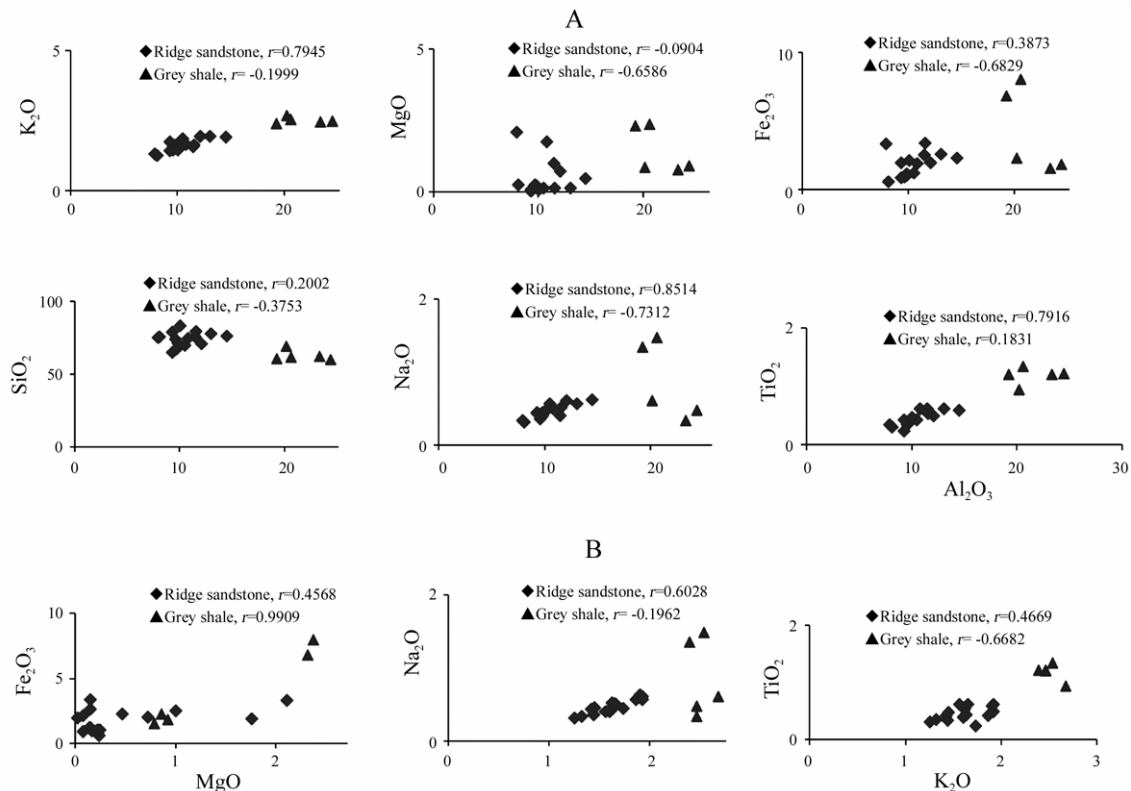 A
Ridge sandstone, r=0.7945
Grey shale, r= -0.1999
K₂O
5
0
0
10
20
Ridge sandstone, r= -0.0904
Grey shale, r= -0.6586
MgO
5
0
0
10
20
Ridge sandstone, r=0.3873
Grey shale, r= -0.6829
Fe₂O₃
10
0
0
10
20
Ridge sandstone, r=0.2002
Grey shale, r= -0.3753
SiO₂
100
50
0
0
10
20
Ridge sandstone, r=0.8514
Grey shale, r= -0.7312
Na₂O
2
0
0
10
20
Ridge sandstone, r=0.7916
Grey shale, r=0.1831
TiO₂
2
0
0
10
20
30
Al₂O₃
B
Ridge sandstone, r=0.4568
Grey shale, r=0.9909
Fe₂O₃
10
5
0
0
1
2
MgO
Ridge sandstone, r=0.6028
Grey shale, r= -0.1962
Na₂O
2
0
0
1
2
Ridge sandstone, r=0.4669
Grey shale, r= -0.6682
TiO₂
2
0
0
1
2
3
K₂O